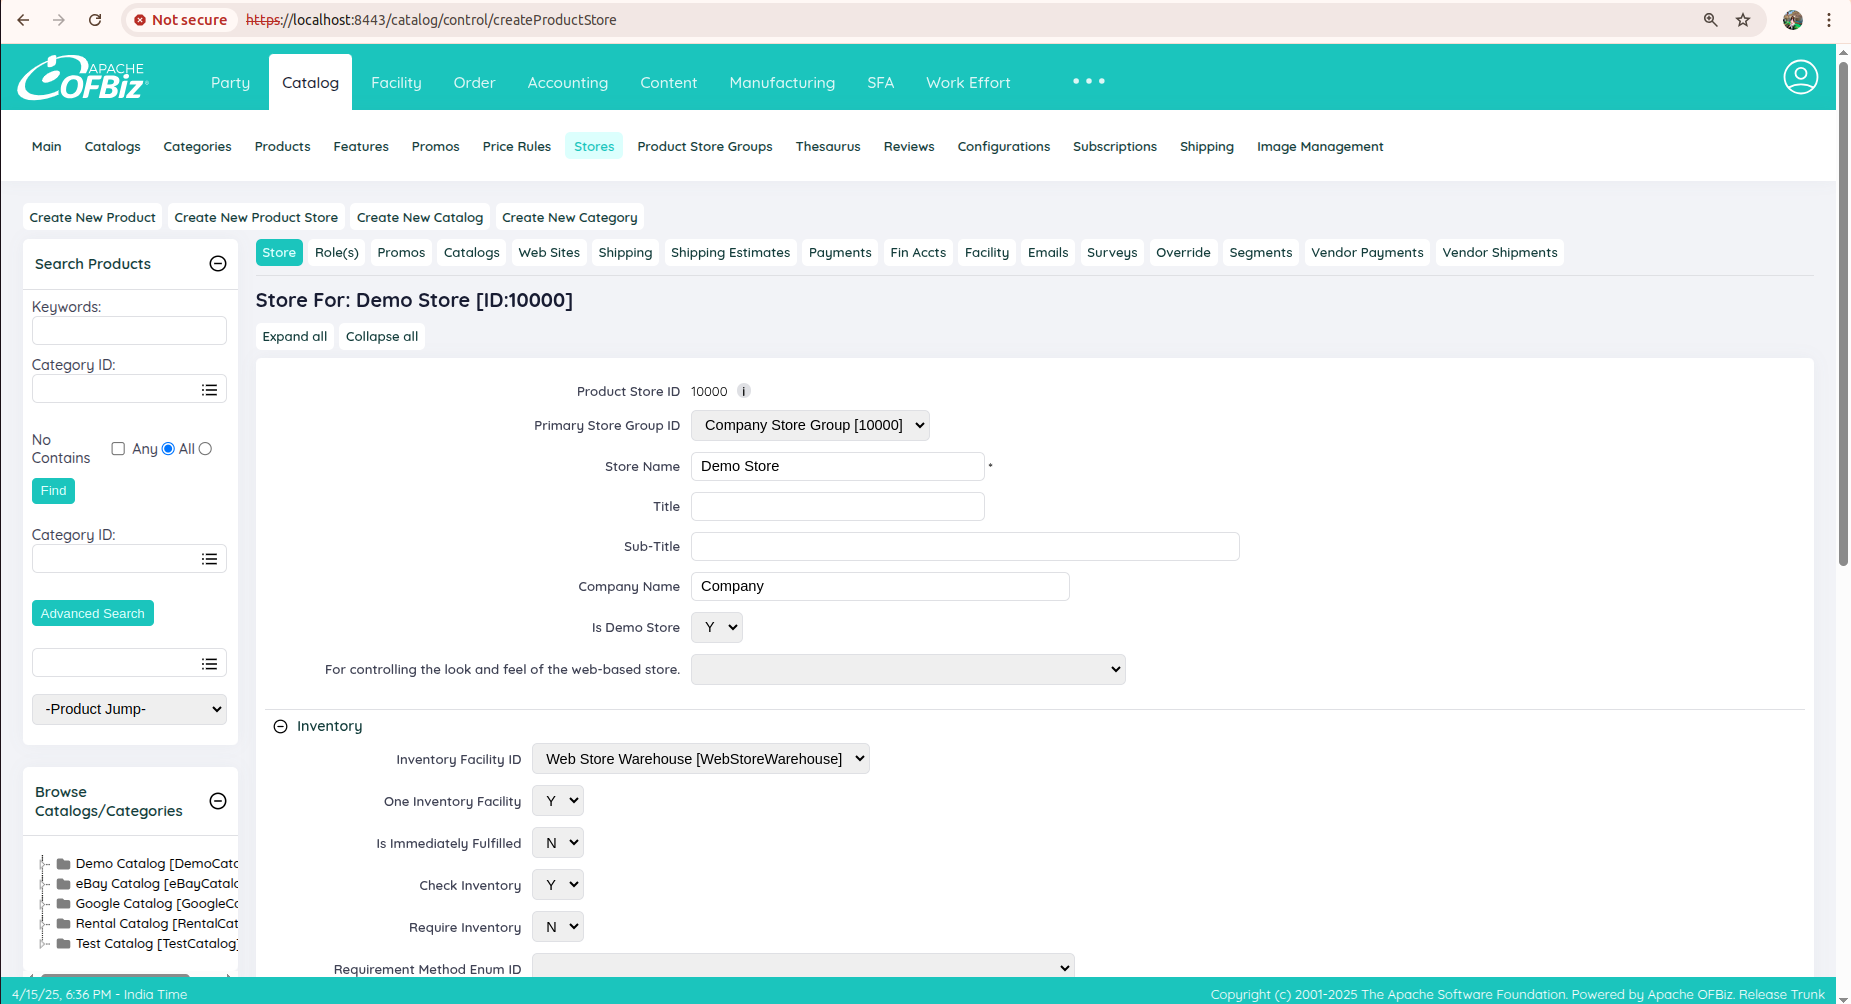 Not secure https://localhost:8443/catalog/control/createProductStore
APACHE
OFBiz
Party Catalog Facility Order Accounting Content Manufacturing SFA Work Effort
Main Catalogs Categories Products Features Promos Price Rules Stores Product Store Groups Thesaurus Reviews Configurations Subscriptions Shipping Image Management
Create New Product Create New Product Store Create New Catalog Create New Category
Search Products
Keywords:
Category ID:
No
Contains
Any All
Find
Category ID:
Advanced Search
-Product Jump-
Browse
Catalogs/Categories
Demo Catalog [DemoCatc
eBay Catalog [eBayCatalc
Google Catalog [GoogleCc
Rental Catalog [RentalCat
Test Catalog [TestCatalog]
Store Role(s) Promos Catalogs Web Sites Shipping Shipping Estimates Payments Fin Accts Facility Emails Surveys Override Segments Vendor Payments Vendor Shipments
Store For: Demo Store [ID:10000]
Expand all Collapse all
Product Store ID 10000 i
Primary Store Group ID Company Store Group [10000]
Store Name Demo Store *
Title
Sub-Title
Company Name Company
Is Demo Store Y
For controlling the look and feel of the web-based store.
Inventory
Inventory Facility ID Web Store Warehouse [WebStoreWarehouse]
One Inventory Facility Y
Is Immediately Fulfilled N
Check Inventory Y
Require Inventory N
Requirement Method Enum ID
4/15/25, 6:36 PM - India Time
Copyright (c) 2001-2025 The Apache Software Foundation. Powered by Apache OFBiz. Release Trunk